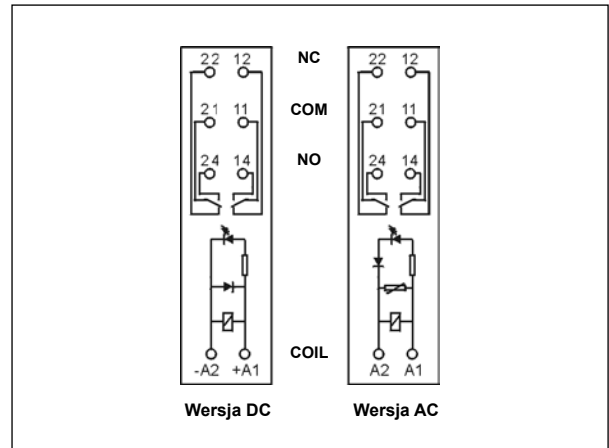 22 12 NC 22 12
21 11 COM 21 11
24 14 NO 24 14
COIL
-A2 +A1 A2 A1
Wersja DC Wersja AC